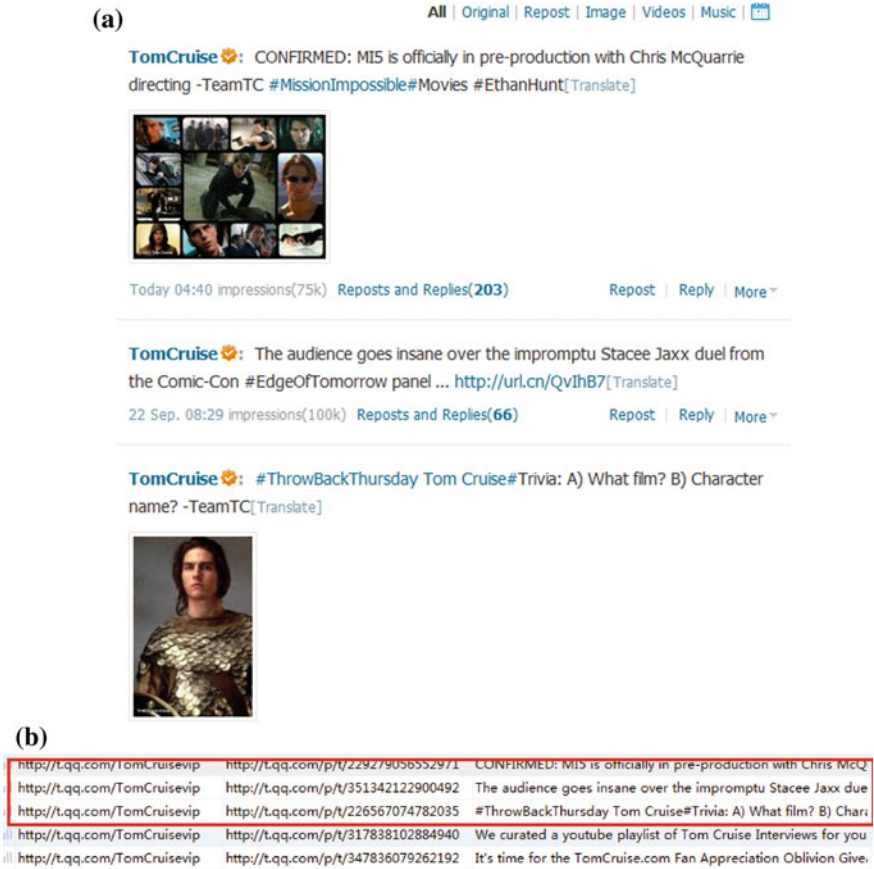 (a)
All | Original | Repost | Image | Videos | Music |
TomCruise: CONFIRMED: MI5 is officially in pre-production with Chris McQuarrie
directing -TeamTC #MissionImpossible#Movies #EthanHunt[Translate]
Today 04:40 impressions(75k) Reposts and Replies(203) Repost | Reply | More
TomCruise: The audience goes insane over the impromptu Stacee Jaxx duel from
the Comic-Con #EdgeOfTomorrow panel ... http://url.cn/QvIhB7[Translate]
22 Sep. 08:29 impressions(100k) Reposts and Replies(66) Repost | Reply | More
TomCruise: #ThrowBackThursday Tom Cruise#Trivia: A) What film? B) Character
name? -TeamTC[Translate]
(b)
http://t.qq.com/TomCruisevip http://t.qq.com/p/t/229279056552971 CONFIRMED: MI5 is officially in pre-production with Chris McQ
http://t.qq.com/TomCruisevip http://t.qq.com/p/t/351342122900492 The audience goes insane over the impromptu Stacee Jaxx due
http://t.qq.com/TomCruisevip http://t.qq.com/p/t/226567074782035 #ThrowBackThursday Tom Cruise#Trivia: A) What film? B) Chara
http://t.qq.com/TomCruisevip http://t.qq.com/p/t/317838102884940 We curated a youtube playlist of Tom Cruise Interviews for you
http://t.qq.com/TomCruisevip http://t.qq.com/p/t/347836079262192 It's time for the TomCruise.com Fan Appreciation Oblivion Give